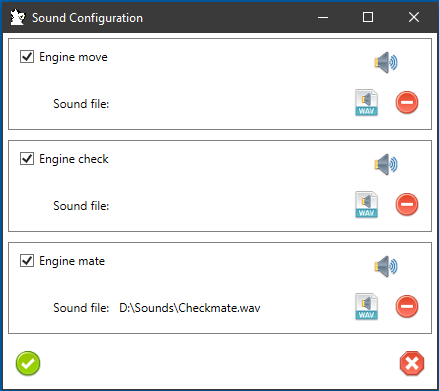 Sound Configuration
Engine move
Sound file:
WAV
Engine check
Sound file:
WAV
Engine mate
Sound file: D:\Sounds\Checkmate.wav
WAV